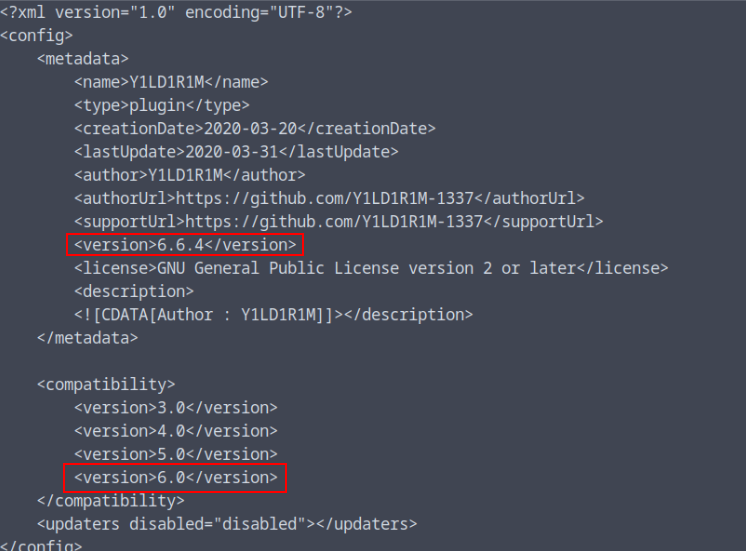 <?xml version="1.0" encoding="UTF-8"?>
<config>
    <metadata>
        <name>Y1LD1R1M</name>
        <type>plugin</type>
        <creationDate>2020-03-20</creationDate>
        <lastUpdate>2020-03-31</lastUpdate>
        <author>Y1LD1R1M</author>
        <authorUrl>https://github.com/Y1LD1R1M-1337</authorUrl>
        <supportUrl>https://github.com/Y1LD1R1M-1337</supportUrl>
        <version>6.6.4</version>
        <license>GNU General Public License version 2 or later</license>
        <description>
        <![CDATA[Author : Y1LD1R1M]]></description>
    </metadata>

    <compatibility>
        <version>3.0</version>
        <version>4.0</version>
        <version>5.0</version>
        <version>6.0</version>
    </compatibility>
    <updaters disabled="disabled"></updaters>
</config>